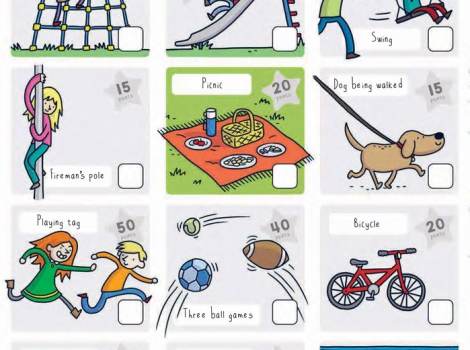 Swing
15
POINTS
Picnic
20
POINTS
Dog being walked
15
POINTS
Fireman's pole
Playing tag
50
POINTS
40
POINTS
Bicycle
20
POINTS
Three ball games